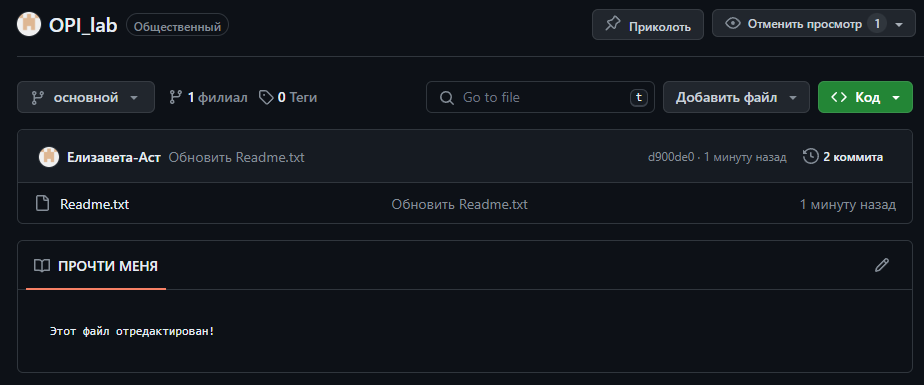 OPI_lab Общественный Приколоть Отменить просмотр 1
основной 1 филиал 0 Теги Go to file t Добавить файл Код
Елизавета-Аст Обновить Readme.txt d900de0 · 1 минуту назад 2 коммита
Readme.txt Обновить Readme.txt 1 минуту назад
ПРОЧТИ МЕНЯ
Этот файл отредактирован!